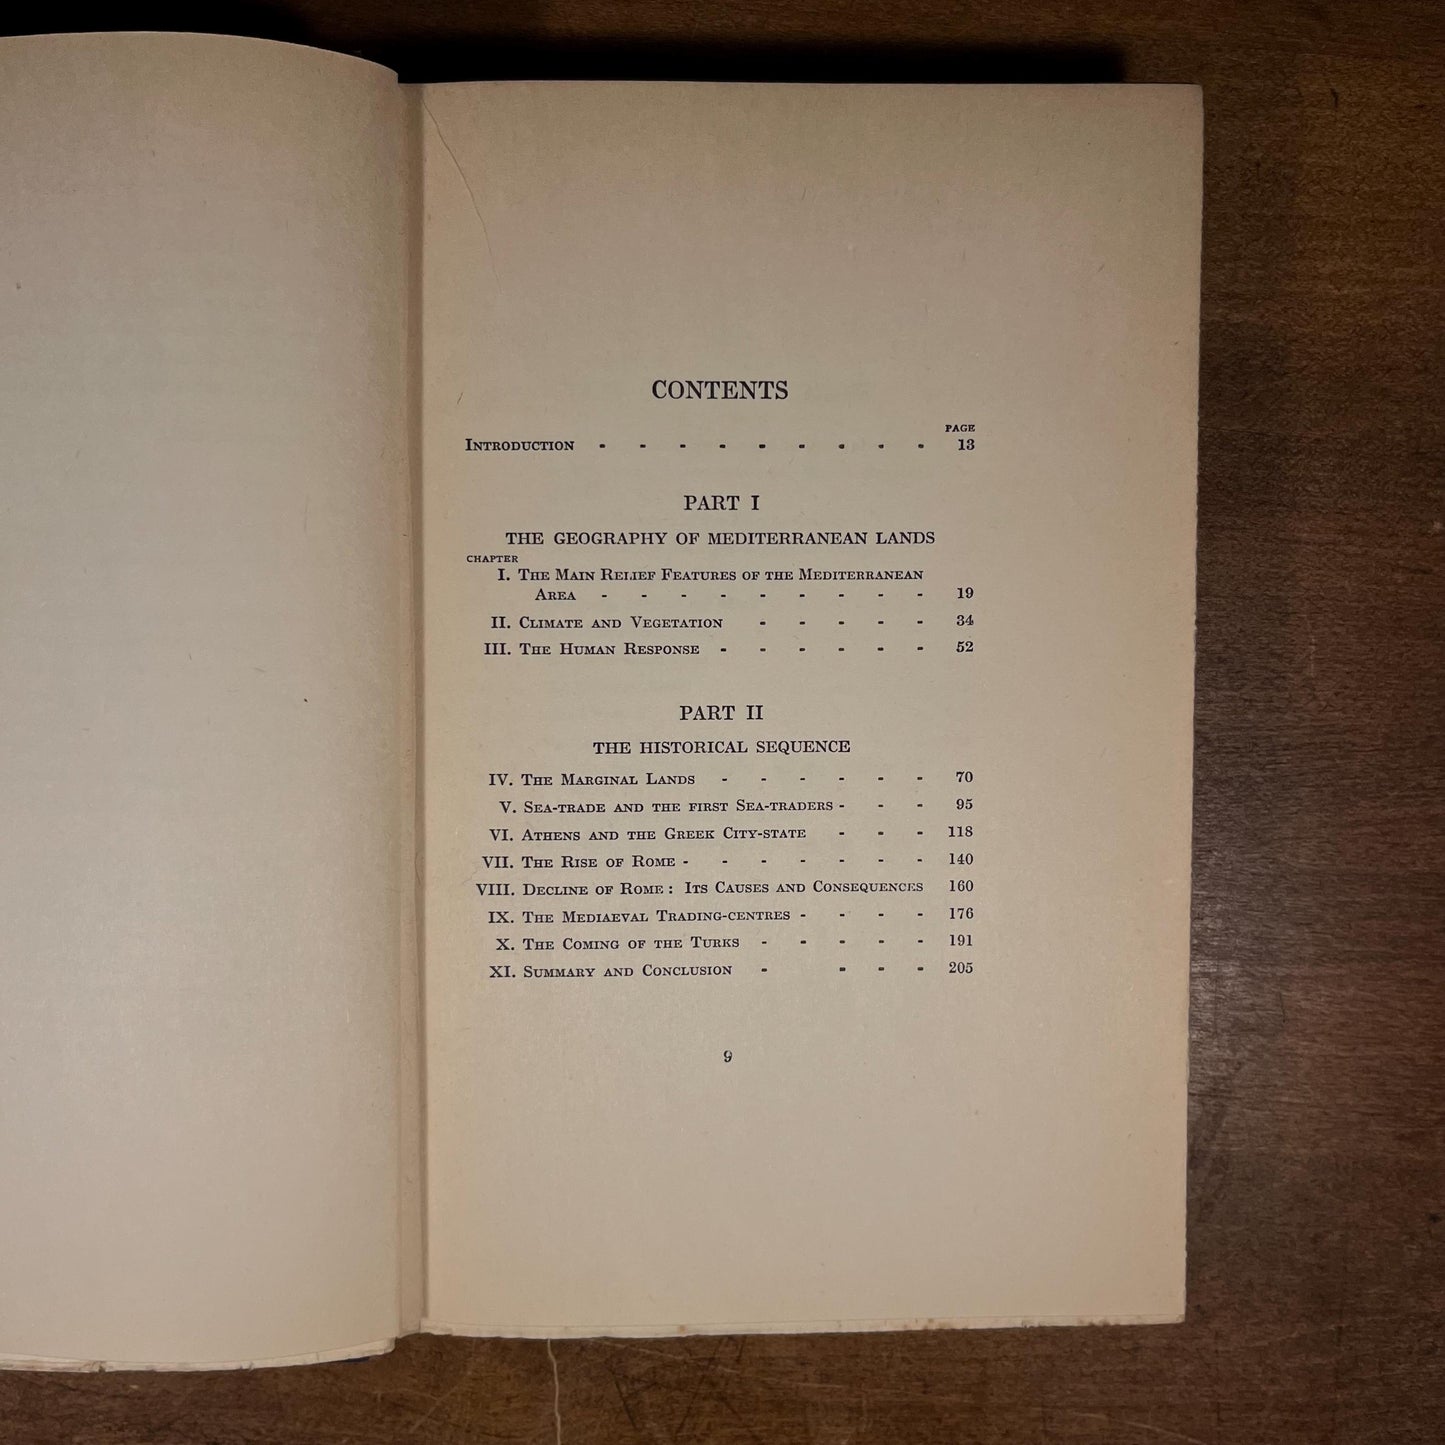 CONTENTS
PAGE
INTRODUCTION - - - - - - - - - 13
PART I
THE GEOGRAPHY OF MEDITERRANEAN LANDS
CHAPTER
I. THE MAIN RELIEF FEATURES OF THE MEDITERRANEAN
AREA - - - - - - - - - 19
II. CLIMATE AND VEGETATION - - - - - 34
III. THE HUMAN RESPONSE - - - - - - 52
PART II
THE HISTORICAL SEQUENCE
IV. THE MARGINAL LANDS - - - - - - 70
V. SEA-TRADE AND THE FIRST SEA-TRADERS - - - 95
VI. ATHENS AND THE GREEK CITY-STATE - - - 118
VII. THE RISE OF ROME - - - - - - - 140
VIII. DECLINE OF ROME: ITS CAUSES AND CONSEQUENCES 160
IX. THE MEDIAEVAL TRADING-CENTRES - - - - 176
X. THE COMING OF THE TURKS - - - - - 191
XI. SUMMARY AND CONCLUSION - - - - 205
9